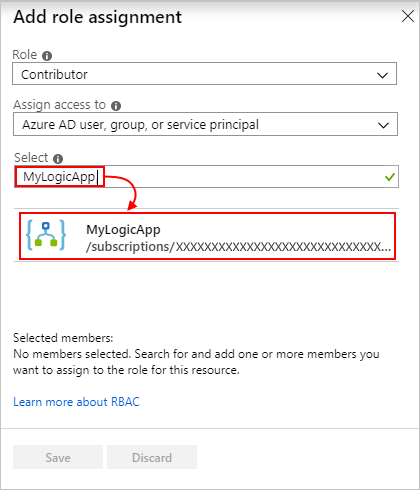 Add role assignment
Role
Contributor
Assign access to
Azure AD user, group, or service principal
Select
MyLogicApp
MyLogicApp
/subscriptions/XXXXXXXXXXXXXXXXXXXXXXXXXXXXX...
Selected members:
No members selected. Search for and add one or more members you
want to assign to the role for this resource.
Learn more about RBAC
Save
Discard